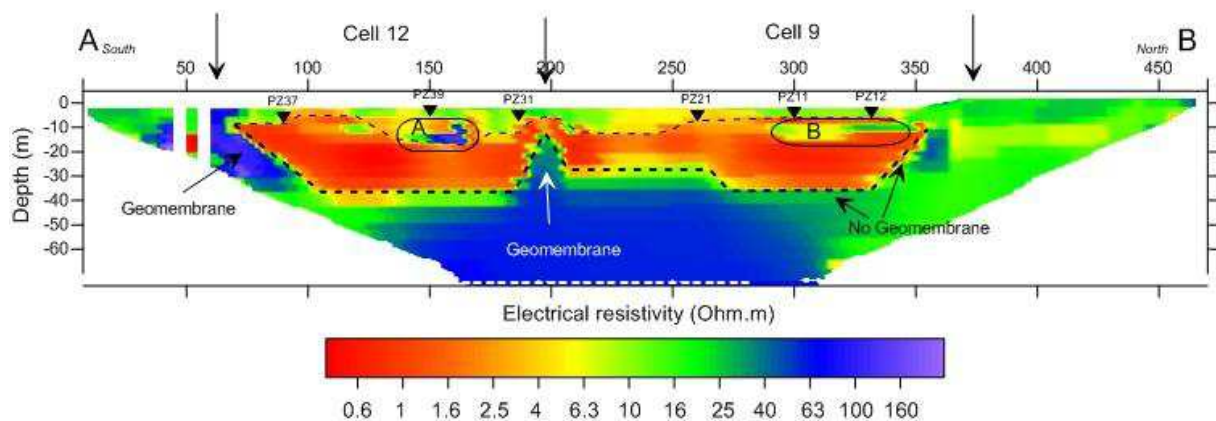 Cell 12 Cell 9
A South North B
50 100 150 200 250 300 350 400 450
PZ37 PZ39 PZ31 PZ21 PZ11 PZ12
0
-10
-20
-30
-40
-50
-60
Depth (m)
A B
Geomembrane
No Geomembrane
Geomembrane
Electrical resistivity (Ohm.m)
0.6 1 1.6 2.5 4 6.3 10 16 25 40 63 100 160